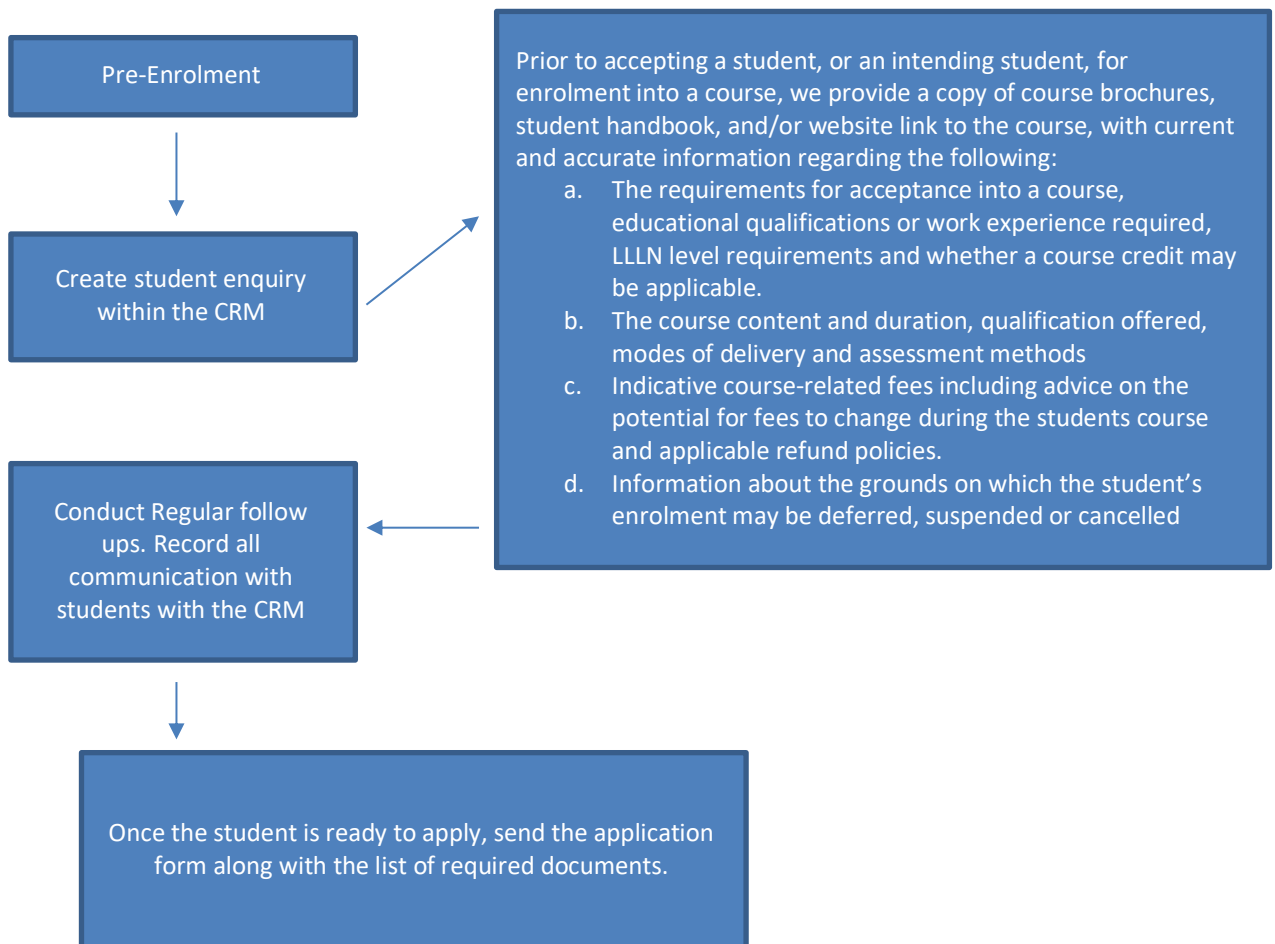 Pre-Enrolment
Create student enquiry
within the CRM
Prior to accepting a student, or an intending student, for
enrolment into a course, we provide a copy of course brochures,
student handbook, and/or website link to the course, with current
and accurate information regarding the following:
a. The requirements for acceptance into a course,
educational qualifications or work experience required,
LLLN level requirements and whether a course credit may
be applicable.
b. The course content and duration, qualification offered,
modes of delivery and assessment methods
c. Indicative course-related fees including advice on the
potential for fees to change during the students course
and applicable refund policies.
d. Information about the grounds on which the student’s
enrolment may be deferred, suspended or cancelled
Conduct Regular follow
ups. Record all
communication with
students with the CRM
Once the student is ready to apply, send the application
form along with the list of required documents.